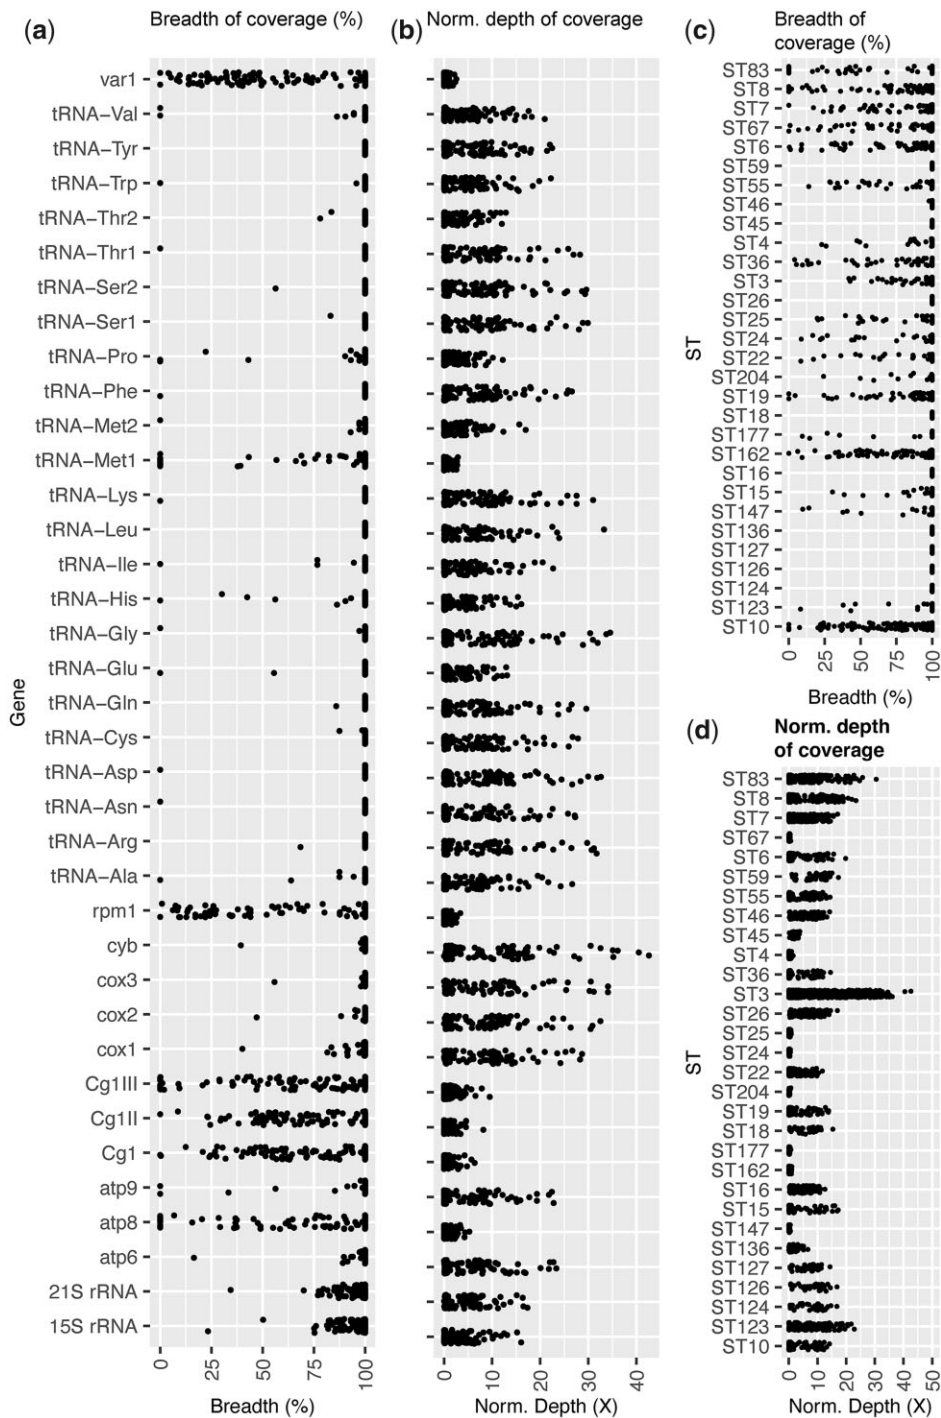 (a)
Breadth of coverage (%)
Gene
var1
tRNA−Val
tRNA−Tyr
tRNA−Trp
tRNA−Thr2
tRNA−Thr1
tRNA−Ser2
tRNA−Ser1
tRNA−Pro
tRNA−Phe
tRNA−Met2
tRNA−Met1
tRNA−Lys
tRNA−Leu
tRNA−Ile
tRNA−His
tRNA−Gly
tRNA−Glu
tRNA−Gln
tRNA−Cys
tRNA−Asp
tRNA−Asn
tRNA−Arg
tRNA−Ala
rpm1
cyb
cox3
cox2
cox1
Cg1III
Cg1II
Cg1
atp9
atp8
atp6
21S rRNA
15S rRNA
0
25
50
75
100
Breadth (%)
(b)
Norm. depth of coverage
0
10
20
30
40
Norm. Depth (X)
(c)
Breadth of
coverage (%)
ST
ST83
ST8
ST7
ST67
ST6
ST59
ST55
ST46
ST45
ST4
ST36
ST3
ST26
ST25
ST24
ST22
ST204
ST19
ST18
ST177
ST162
ST16
ST15
ST147
ST136
ST127
ST126
ST124
ST123
ST10
0
25
50
75
100
Breadth (%)
(d)
Norm. depth
of coverage
ST
ST83
ST8
ST7
ST67
ST6
ST59
ST55
ST46
ST45
ST4
ST36
ST3
ST26
ST25
ST24
ST22
ST204
ST19
ST18
ST177
ST162
ST16
ST15
ST147
ST136
ST127
ST126
ST124
ST123
ST10
0
10
20
30
40
50
Norm. Depth (X)